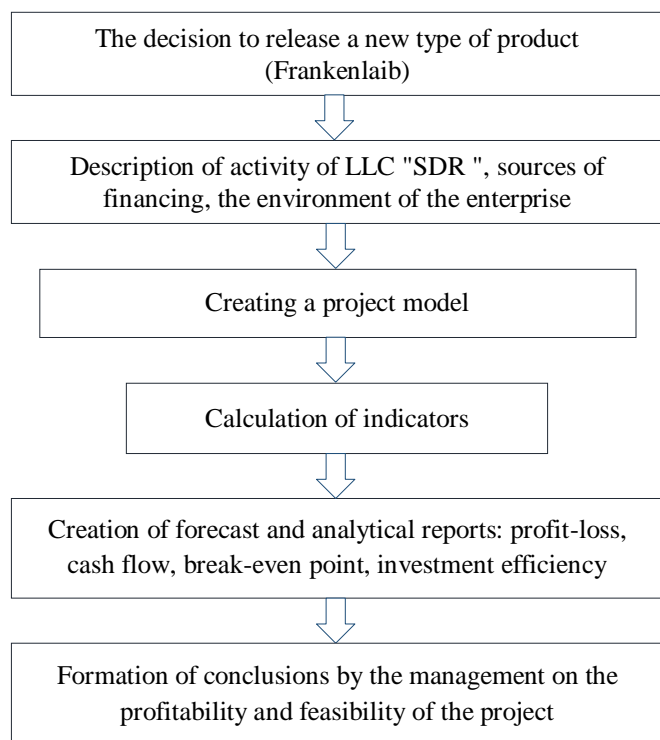 The decision to release a new type of product
(Frankenlaib)
Description of activity of LLC "SDR ", sources of
financing, the environment of the enterprise
Creating a project model
Calculation of indicators
Creation of forecast and analytical reports: profit-loss,
cash flow, break-even point, investment efficiency
Formation of conclusions by the management on the
profitability and feasibility of the project